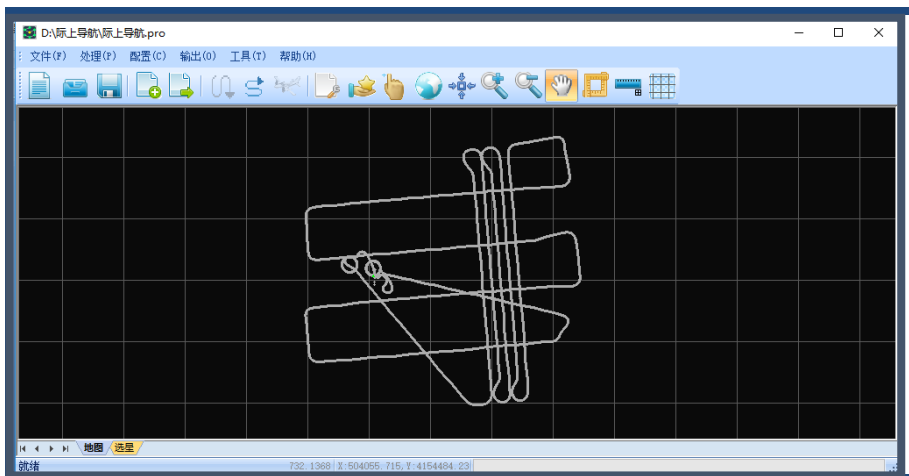 D:\际上导航\际上导航.pro
文件(F) 处理(P) 配置(C) 输出(O) 工具(T) 帮助(H)
地图 选星
就绪 732.1368 X:504055.715, Y:4154484.23